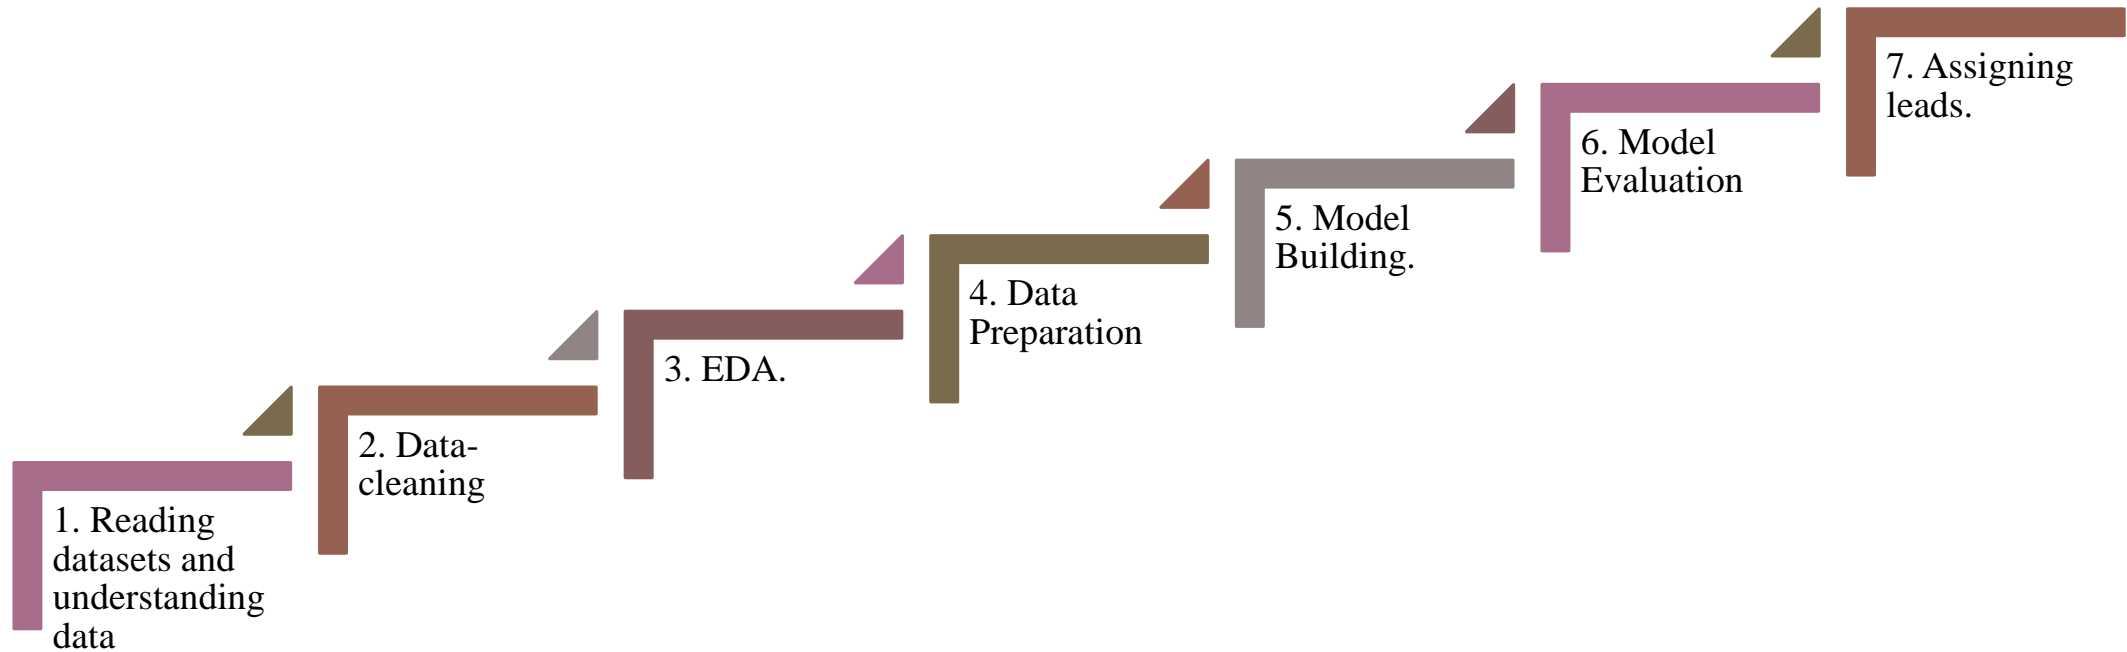 1. Reading
datasets and
understanding
data
2. Data-
cleaning
3. EDA.
4. Data
Preparation
5. Model
Building.
6. Model
Evaluation
7. Assigning
leads.